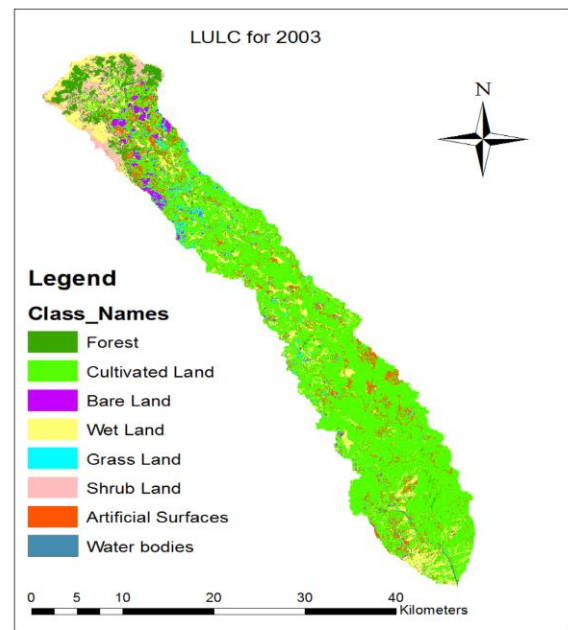 LULC for 2003
N
Legend
Class_Names
Forest
Cultivated Land
Bare Land
Wet Land
Grass Land
Shrub Land
Artificial Surfaces
Water bodies
0 5 10 20 30 40
Kilometers